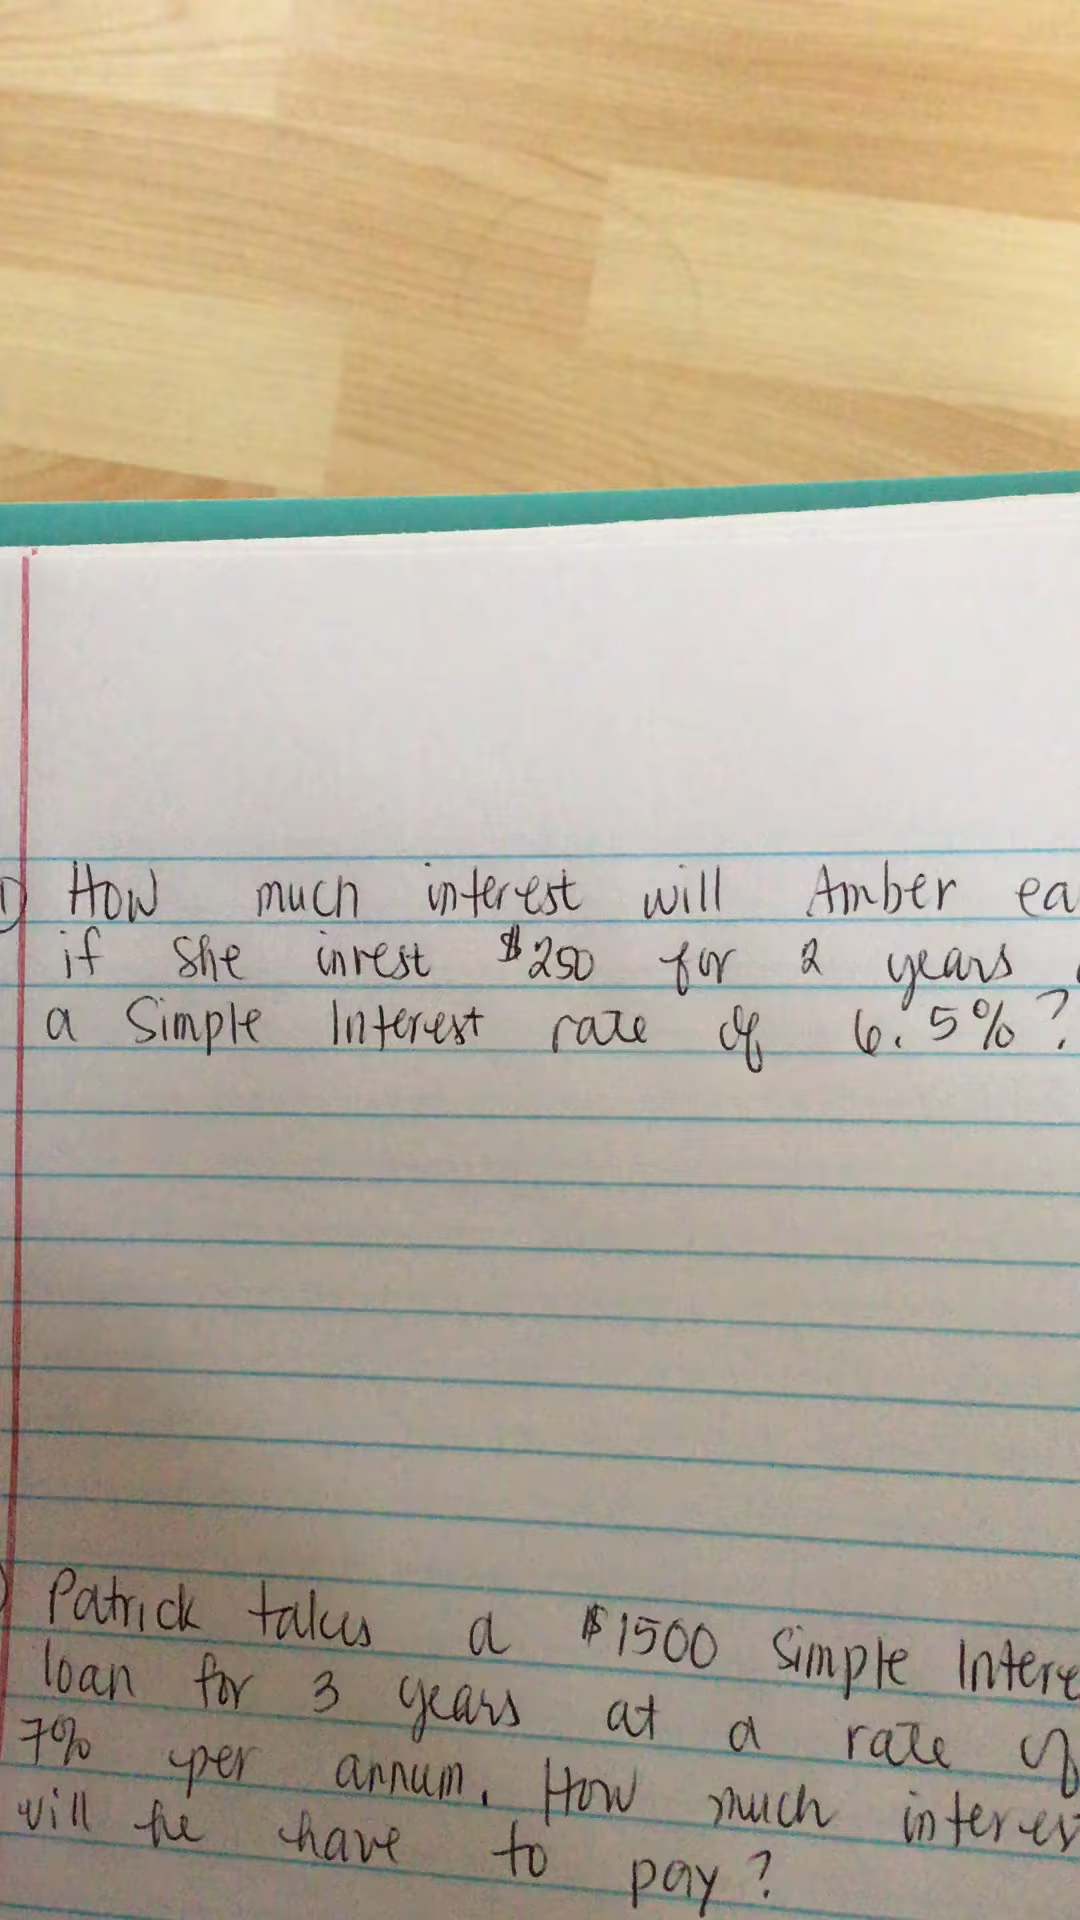 1) How much interest will Amber ea
if she invest $250 for 2 years
a Simple Interest rate of 6.5%?
Patrick takes a $1500 Simple Intere
loan for 3 years at a rate of
7% per annum. How much interes
will he have to pay?